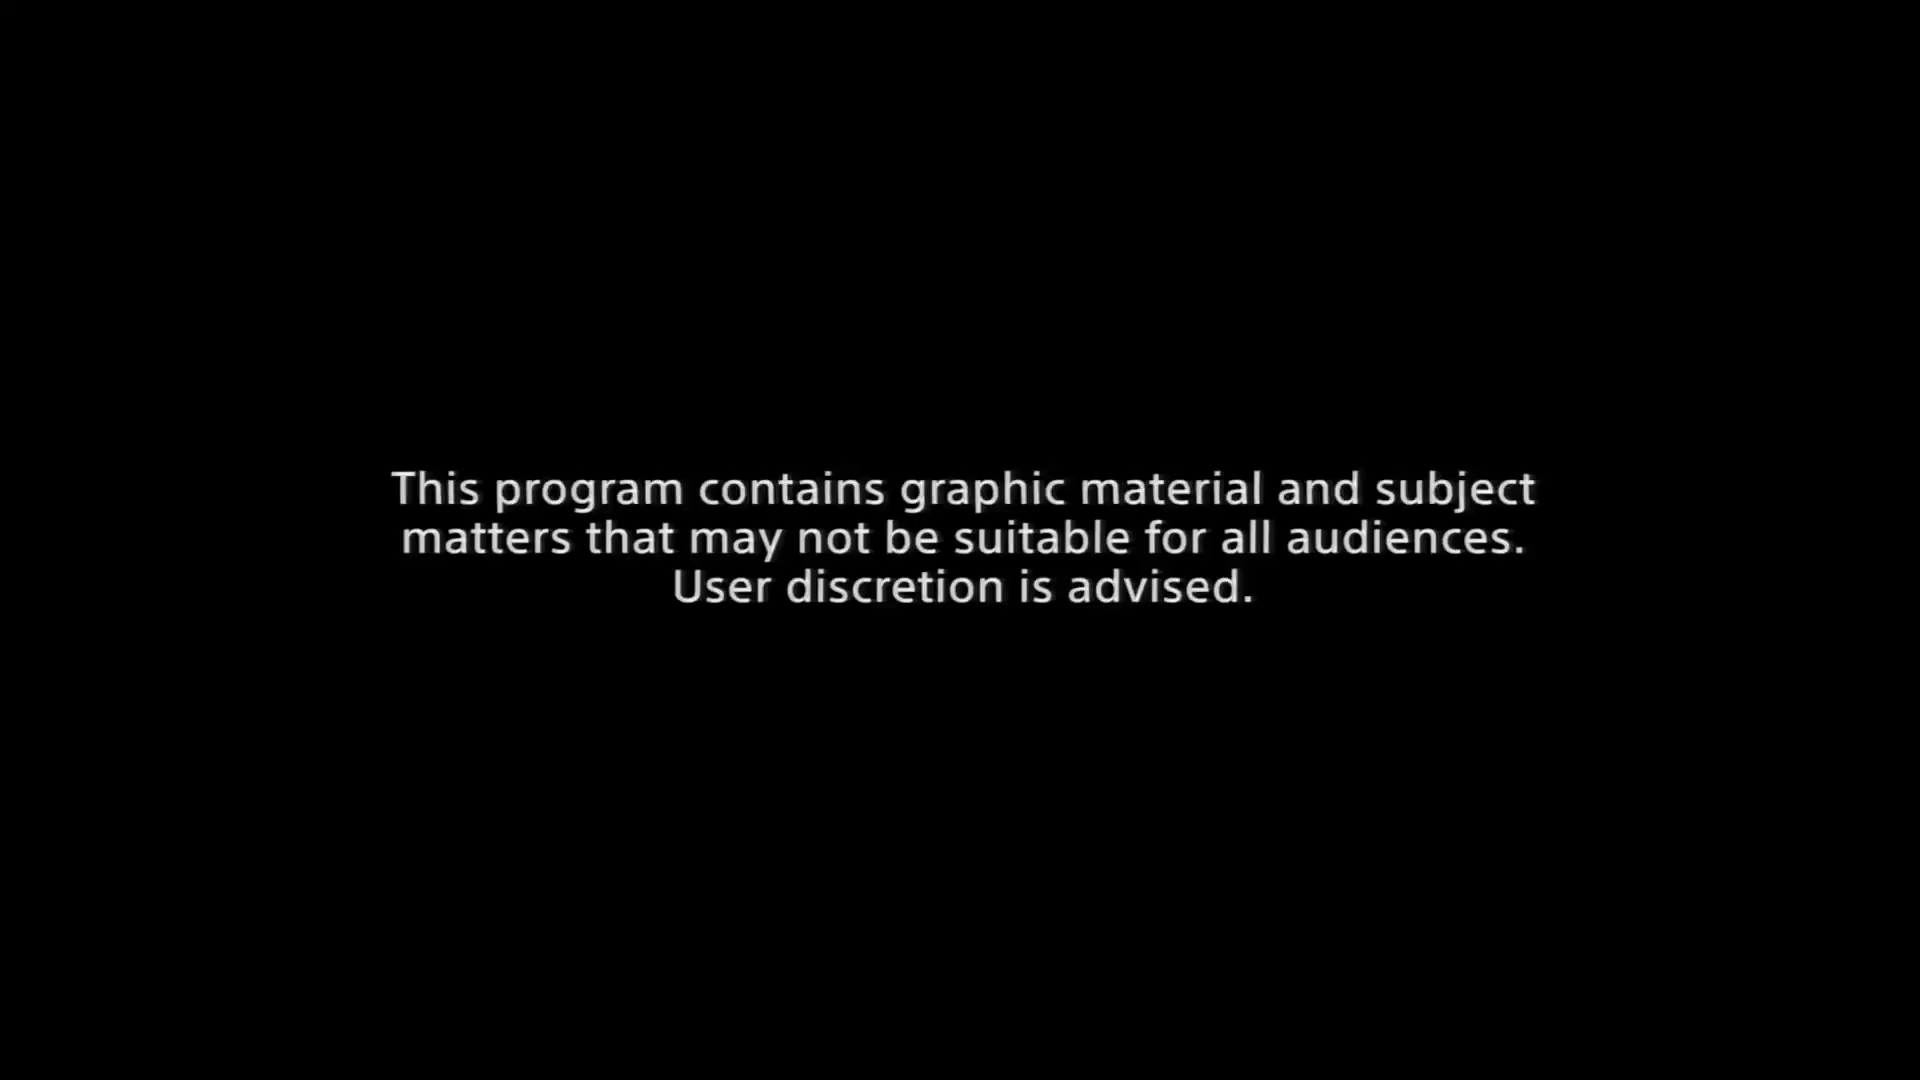 This program contains graphic material and subject
matters that may not be suitable for all audiences.
User discretion is advised.